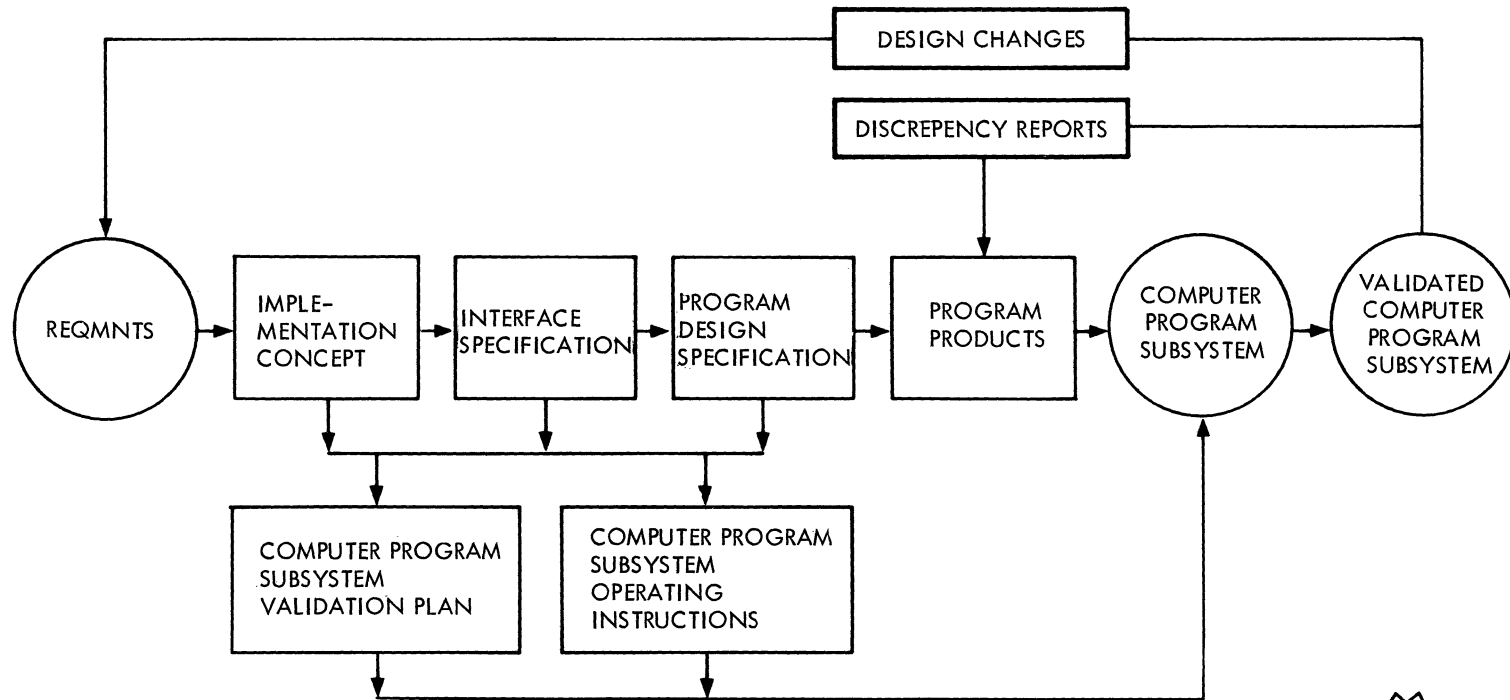 DESIGN CHANGES
DISCREPENCY REPORTS
REQMNTS
IMPLE-
MENTATION
CONCEPT
INTERFACE
SPECIFICATION
PROGRAM
DESIGN
SPECIFICATION
PROGRAM
PRODUCTS
COMPUTER
PROGRAM
SUBSYSTEM
VALIDATED
COMPUTER
PROGRAM
SUBSYSTEM
COMPUTER PROGRAM
SUBSYSTEM
VALIDATION PLAN
COMPUTER PROGRAM
SUBSYSTEM
OPERATING
INSTRUCTIONS